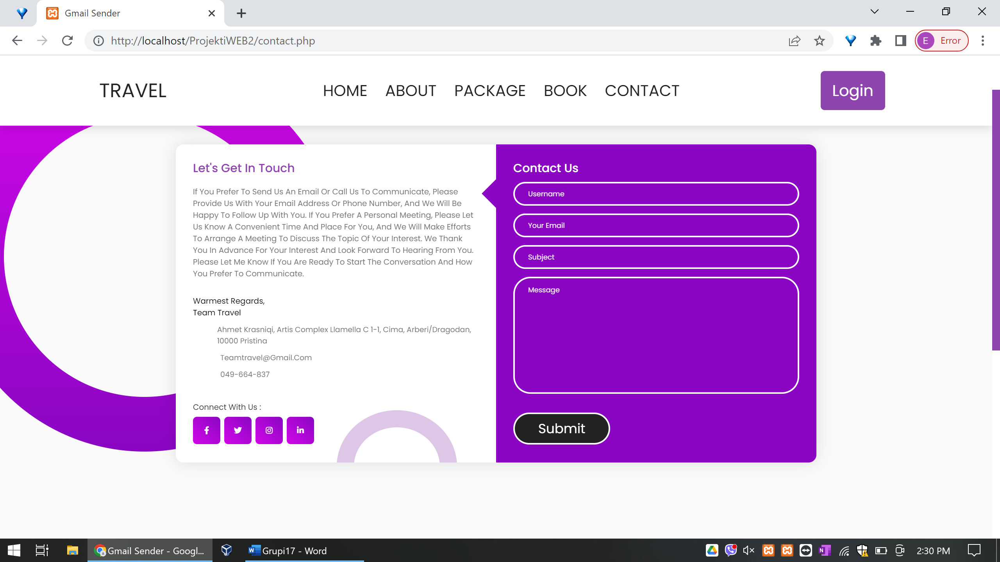 Gmail Sender
http://localhost/ProjektiWEB2/contact.php
E Error
TRAVEL
HOME ABOUT PACKAGE BOOK CONTACT
Login
Let's Get In Touch
If You Prefer To Send Us An Email Or Call Us To Communicate, Please
Provide Us With Your Email Address Or Phone Number, And We Will Be
Happy To Follow Up With You. If You Prefer A Personal Meeting, Please Let
Us Know A Convenient Time And Place For You, And We Will Make Efforts
To Arrange A Meeting To Discuss The Topic Of Your Interest. We Thank
You In Advance For Your Interest And Look Forward To Hearing From You.
Please Let Me Know If You Are Ready To Start The Conversation And How
You Prefer To Communicate.
Warmest Regards,
Team Travel
Ahmet Krasniqi, Artis Complex Llamella C 1-1, Cima, Arberi/Dragodan,
10000 Pristina
Teamtravel@Gmail.Com
049-664-837
Connect With Us :
Contact Us
Username
Your Email
Subject
Message
Submit
Gmail Sender - Googl...
Grupi17 - Word
2:30 PM